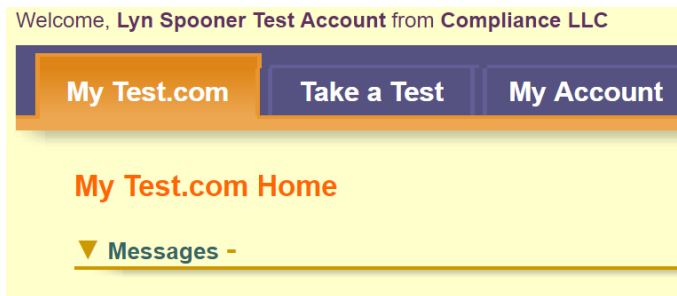 Welcome, Lyn Spooner Test Account from Compliance LLC
My Test.com Take a Test My Account
My Test.com Home
▼ Messages -